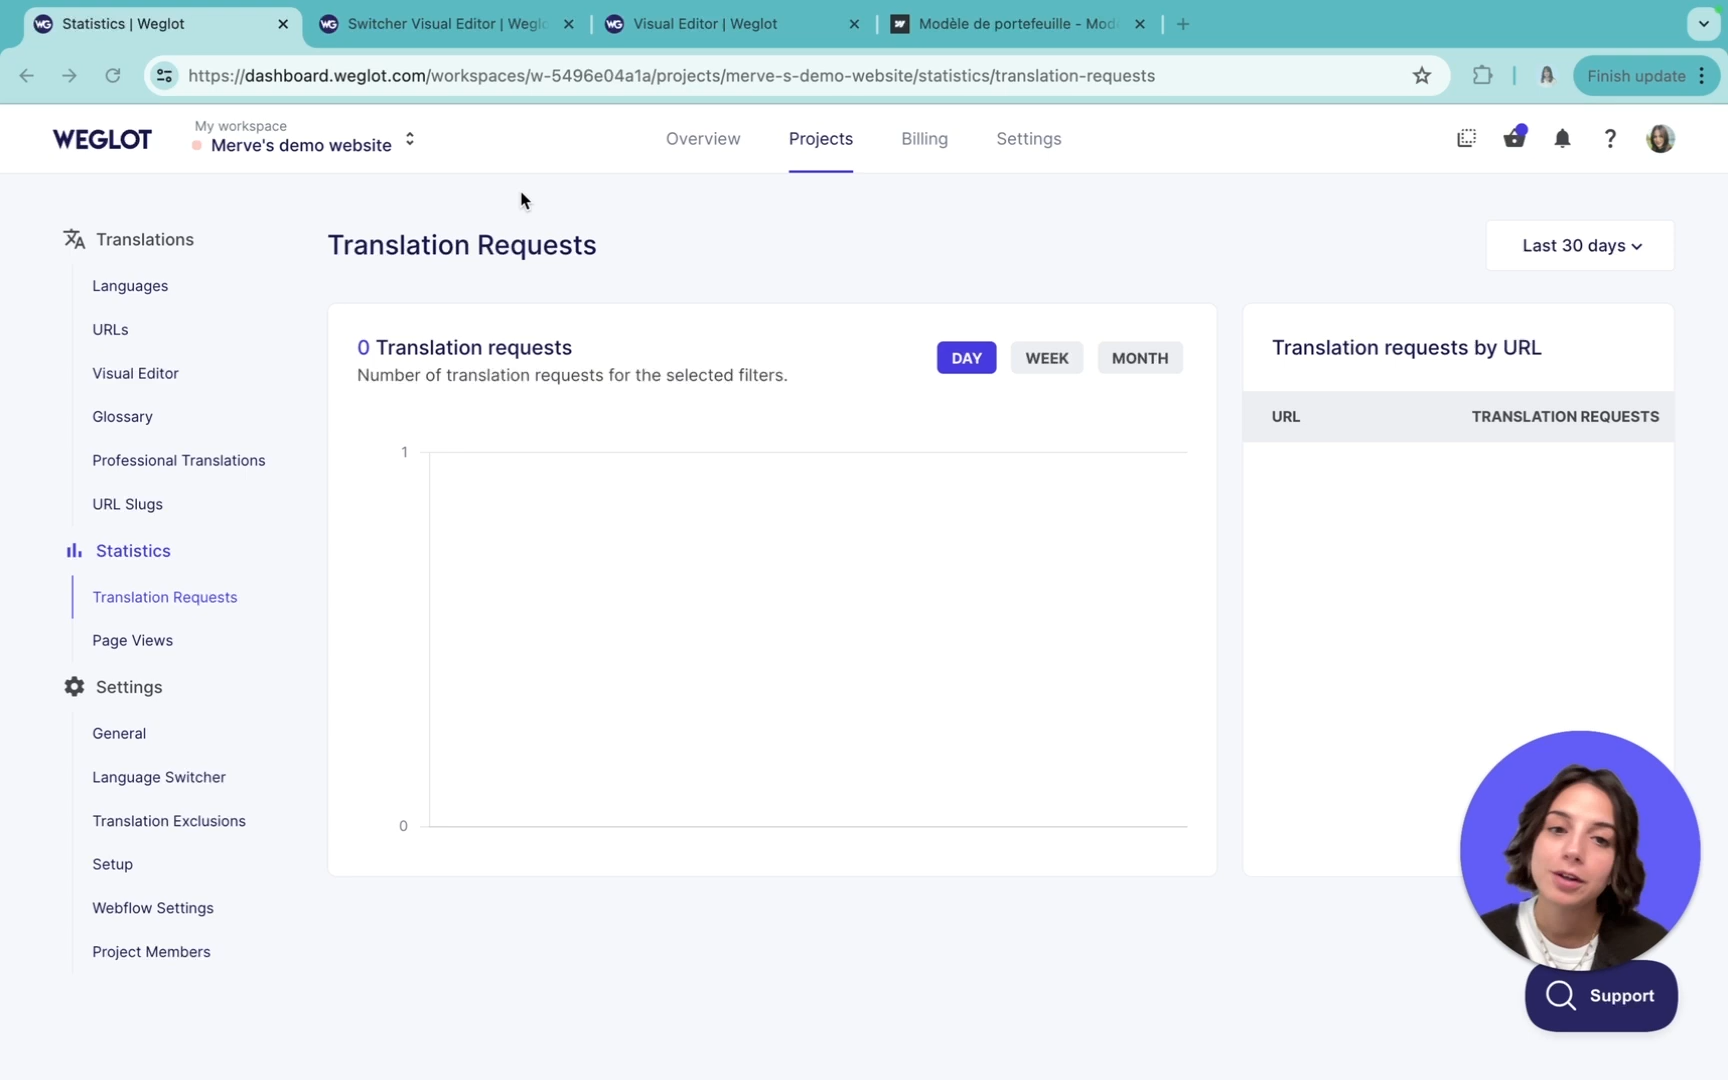 Statistics | Weglot
Switcher Visual Editor | Weglo
Visual Editor | Weglot
Modèle de portefeuille - Mod
https://dashboard.weglot.com/workspaces/w-5496e04a1a/projects/merve-s-demo-website/statistics/translation-requests
Finish update
WEGLOT
My workspace
Merve's demo website
Overview
Projects
Billing
Settings
Translations
Languages
URLs
Visual Editor
Glossary
Professional Translations
URL Slugs
Statistics
Translation Requests
Page Views
Settings
General
Language Switcher
Translation Exclusions
Setup
Webflow Settings
Project Members
Translation Requests
Last 30 days
0 Translation requests
Number of translation requests for the selected filters.
DAY
WEEK
MONTH
1
0
Translation requests by URL
URL
TRANSLATION REQUESTS
Support